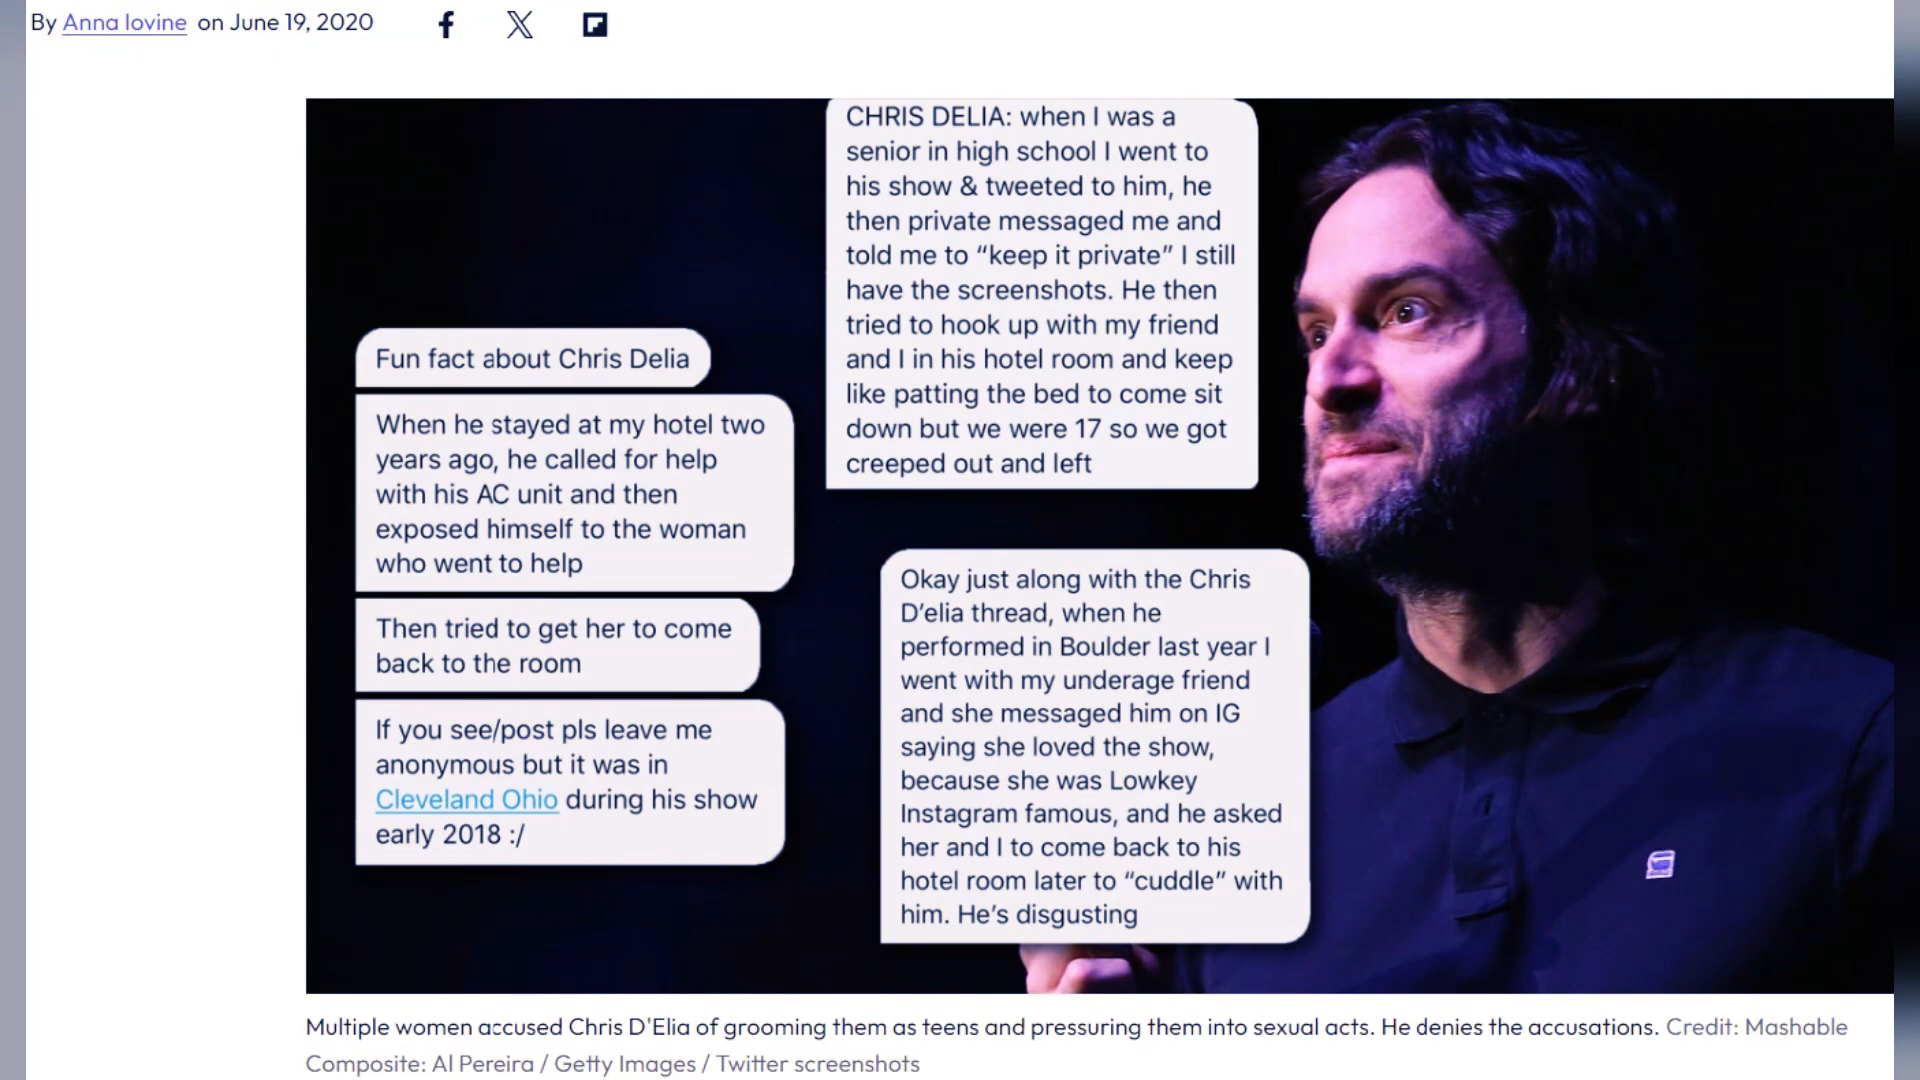 By Anna Iovine on June 19, 2020
CHRIS DELIA: when I was a
senior in high school I went to
his show & tweeted to him, he
then private messaged me and
told me to “keep it private” I still
have the screenshots. He then
tried to hook up with my friend
and I in his hotel room and keep
like patting the bed to come sit
down but we were 17 so we got
creeped out and left
Fun fact about Chris Delia
When he stayed at my hotel two
years ago, he called for help
with his AC unit and then
exposed himself to the woman
who went to help
Then tried to get her to come
back to the room
If you see/post pls leave me
anonymous but it was in
Cleveland Ohio during his show
early 2018 :/
Okay just along with the Chris
D’elia thread, when he
performed in Boulder last year I
went with my underage friend
and she messaged him on IG
saying she loved the show,
because she was Lowkey
Instagram famous, and he asked
her and I to come back to his
hotel room later to “cuddle” with
him. He’s disgusting
Multiple women accused Chris D'Elia of grooming them as teens and pressuring them into sexual acts. He denies the accusations. Credit: Mashable
Composite: Al Pereira / Getty Images / Twitter screenshots